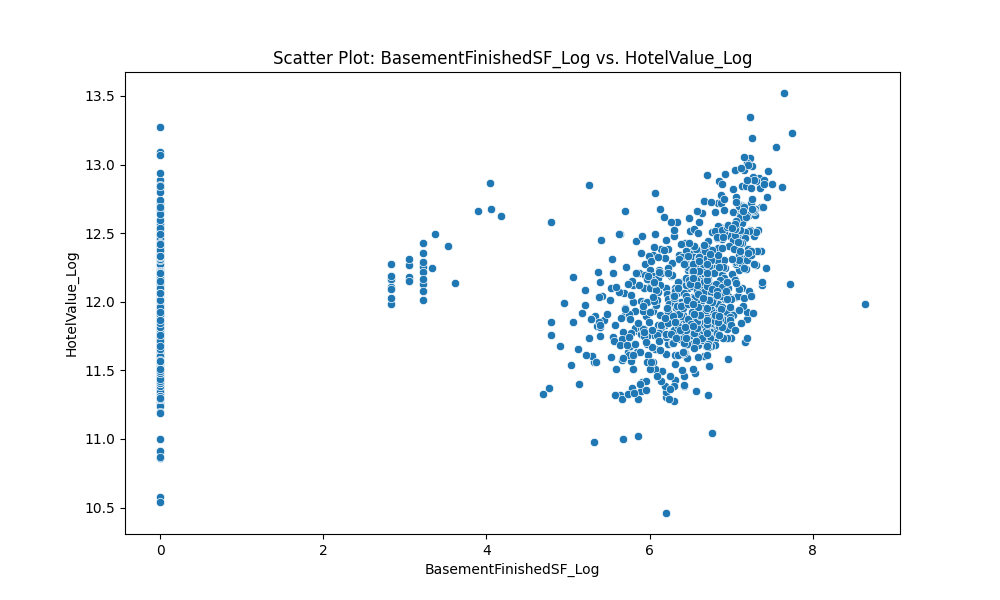 Scatter Plot: BasementFinishedSF_Log vs. HotelValue_Log
HotelValue_Log
13.5
13.0
12.5
12.0
11.5
11.0
10.5
0 2 4 6 8
BasementFinishedSF_Log